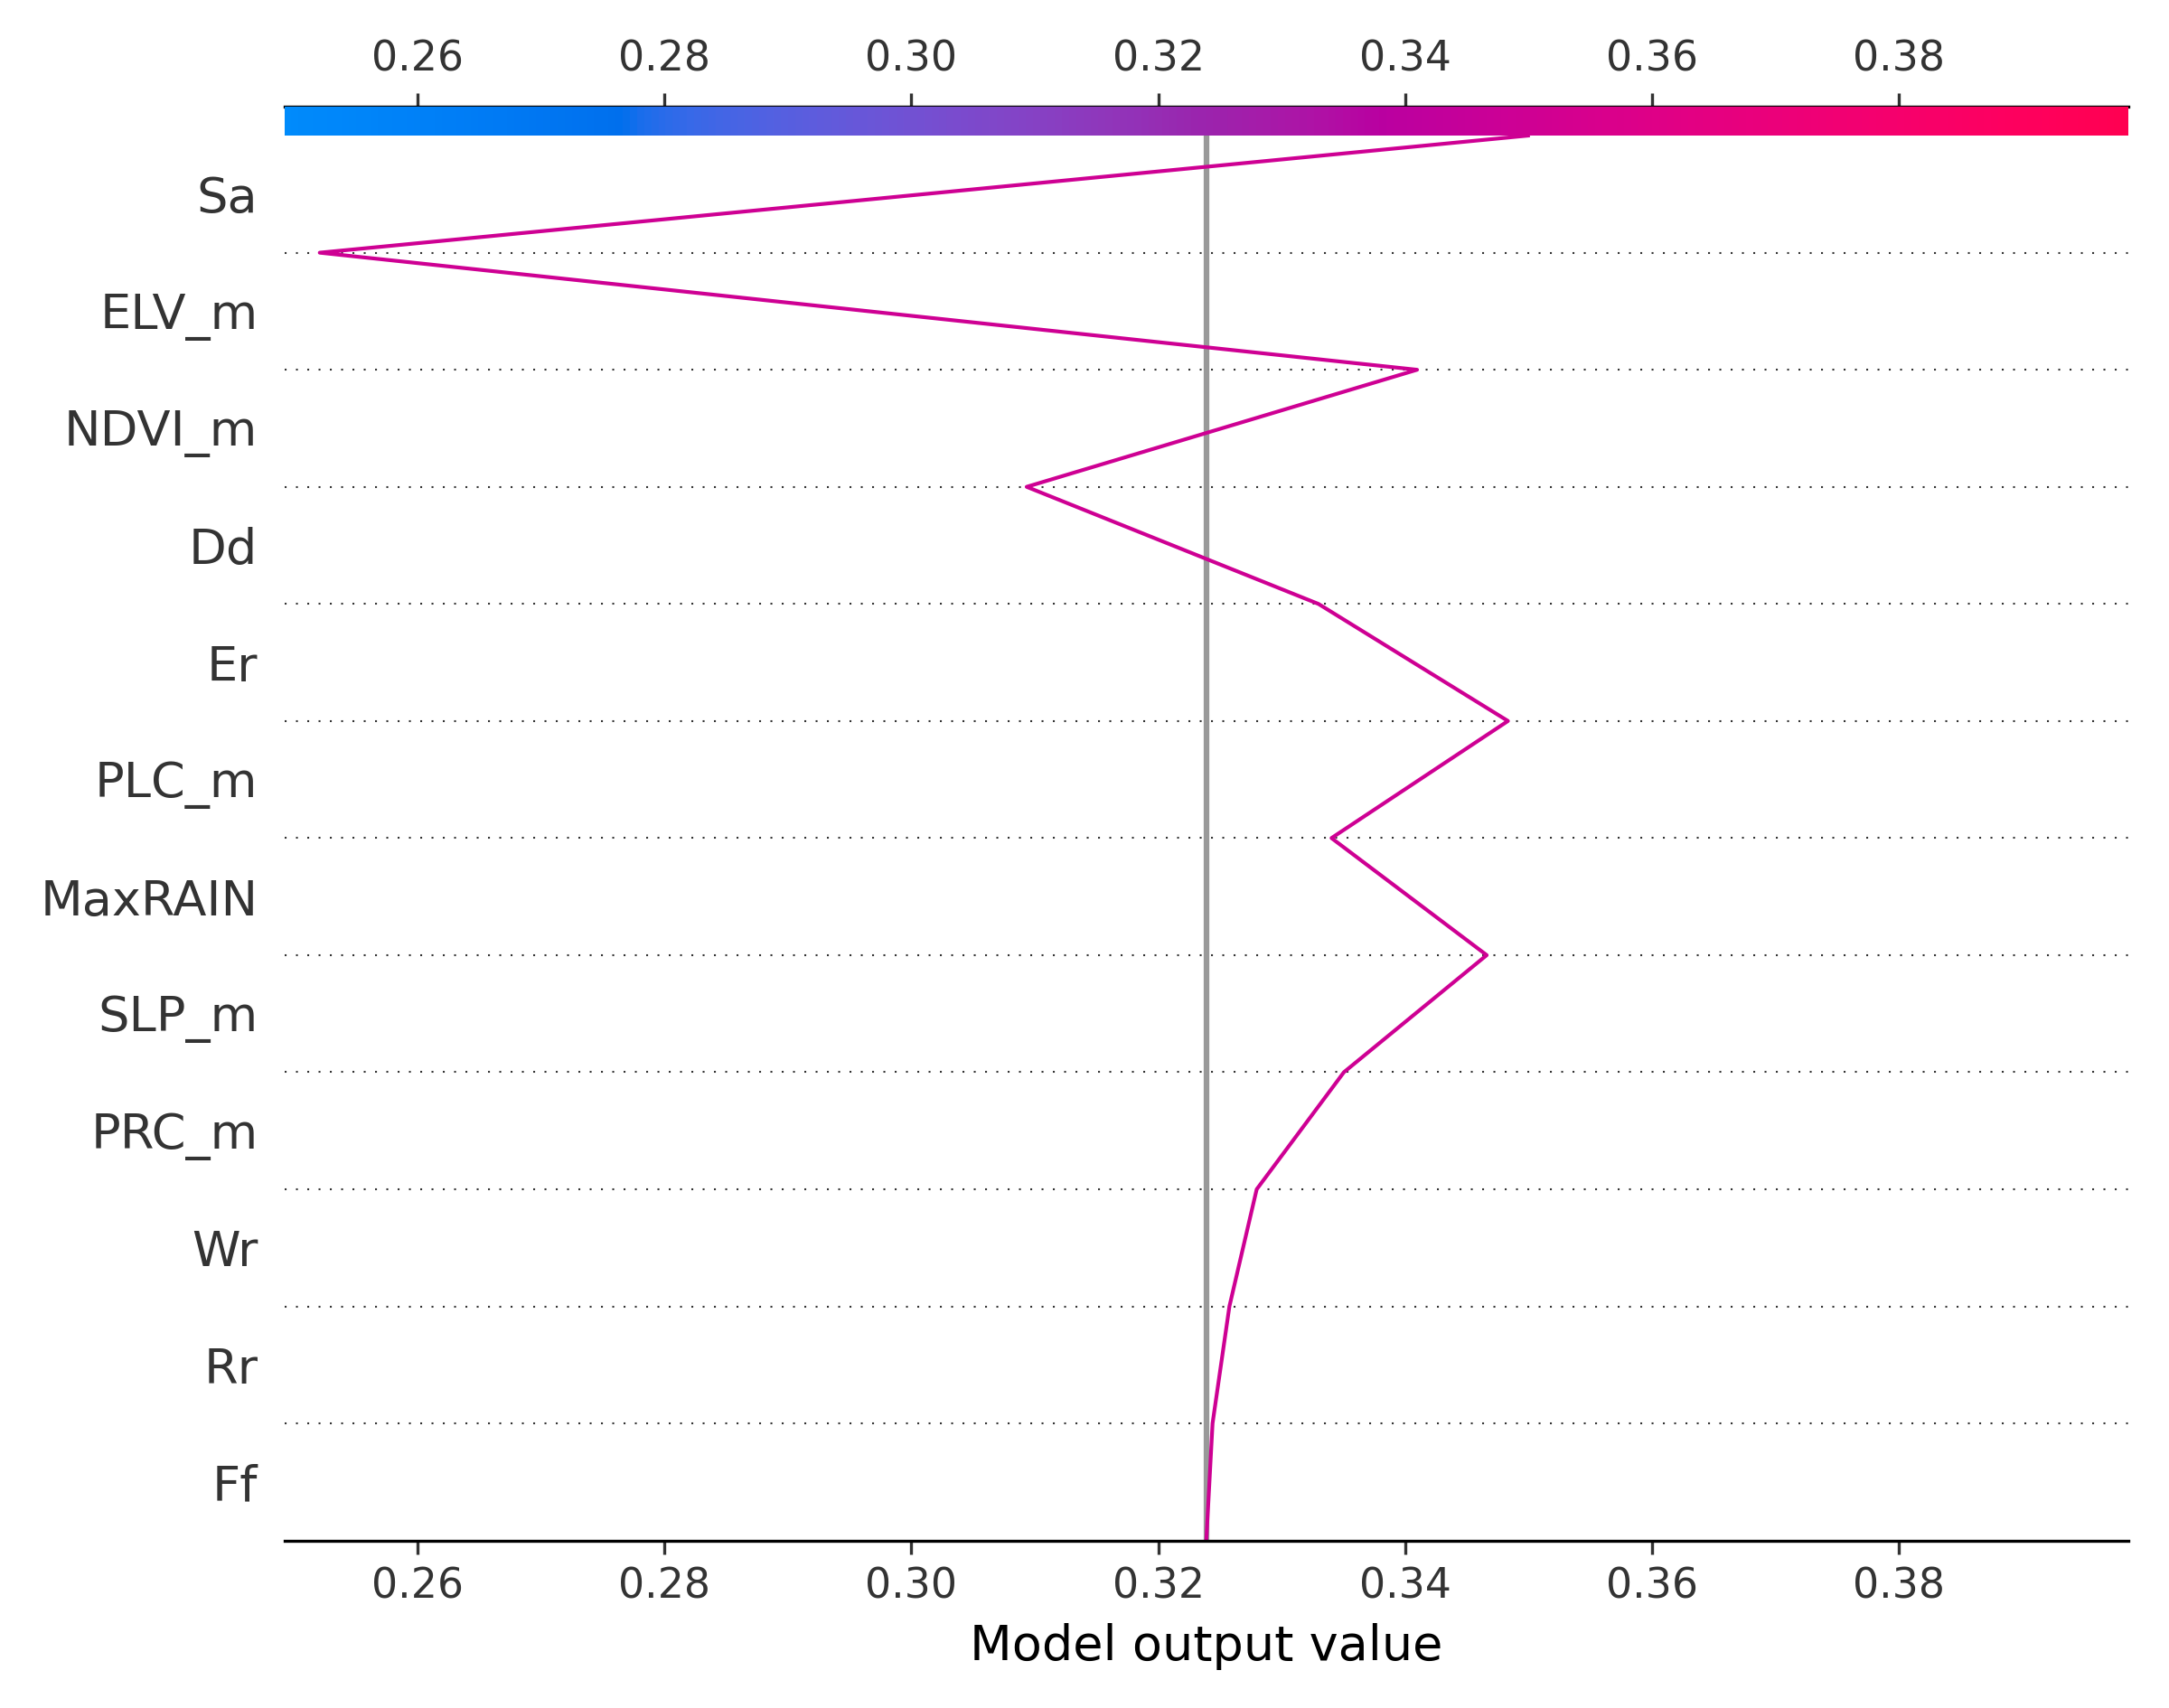 0.26 0.28 0.30 0.32 0.34 0.36 0.38
Sa
ELV_m
NDVI_m
Dd
Er
PLC_m
MaxRAIN
SLP_m
PRC_m
Wr
Rr
Ff
0.26 0.28 0.30 0.32 0.34 0.36 0.38
Model output value